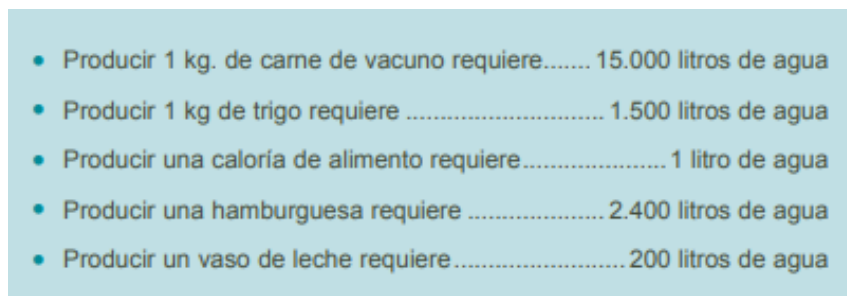 • Producir 1 kg. de carne de vacuno requiere....... 15.000 litros de agua
• Producir 1 kg de trigo requiere ............................. 1.500 litros de agua
• Producir una caloría de alimento requiere..................... 1 litro de agua
• Producir una hamburguesa requiere .................... 2.400 litros de agua
• Producir un vaso de leche requiere......................... 200 litros de agua